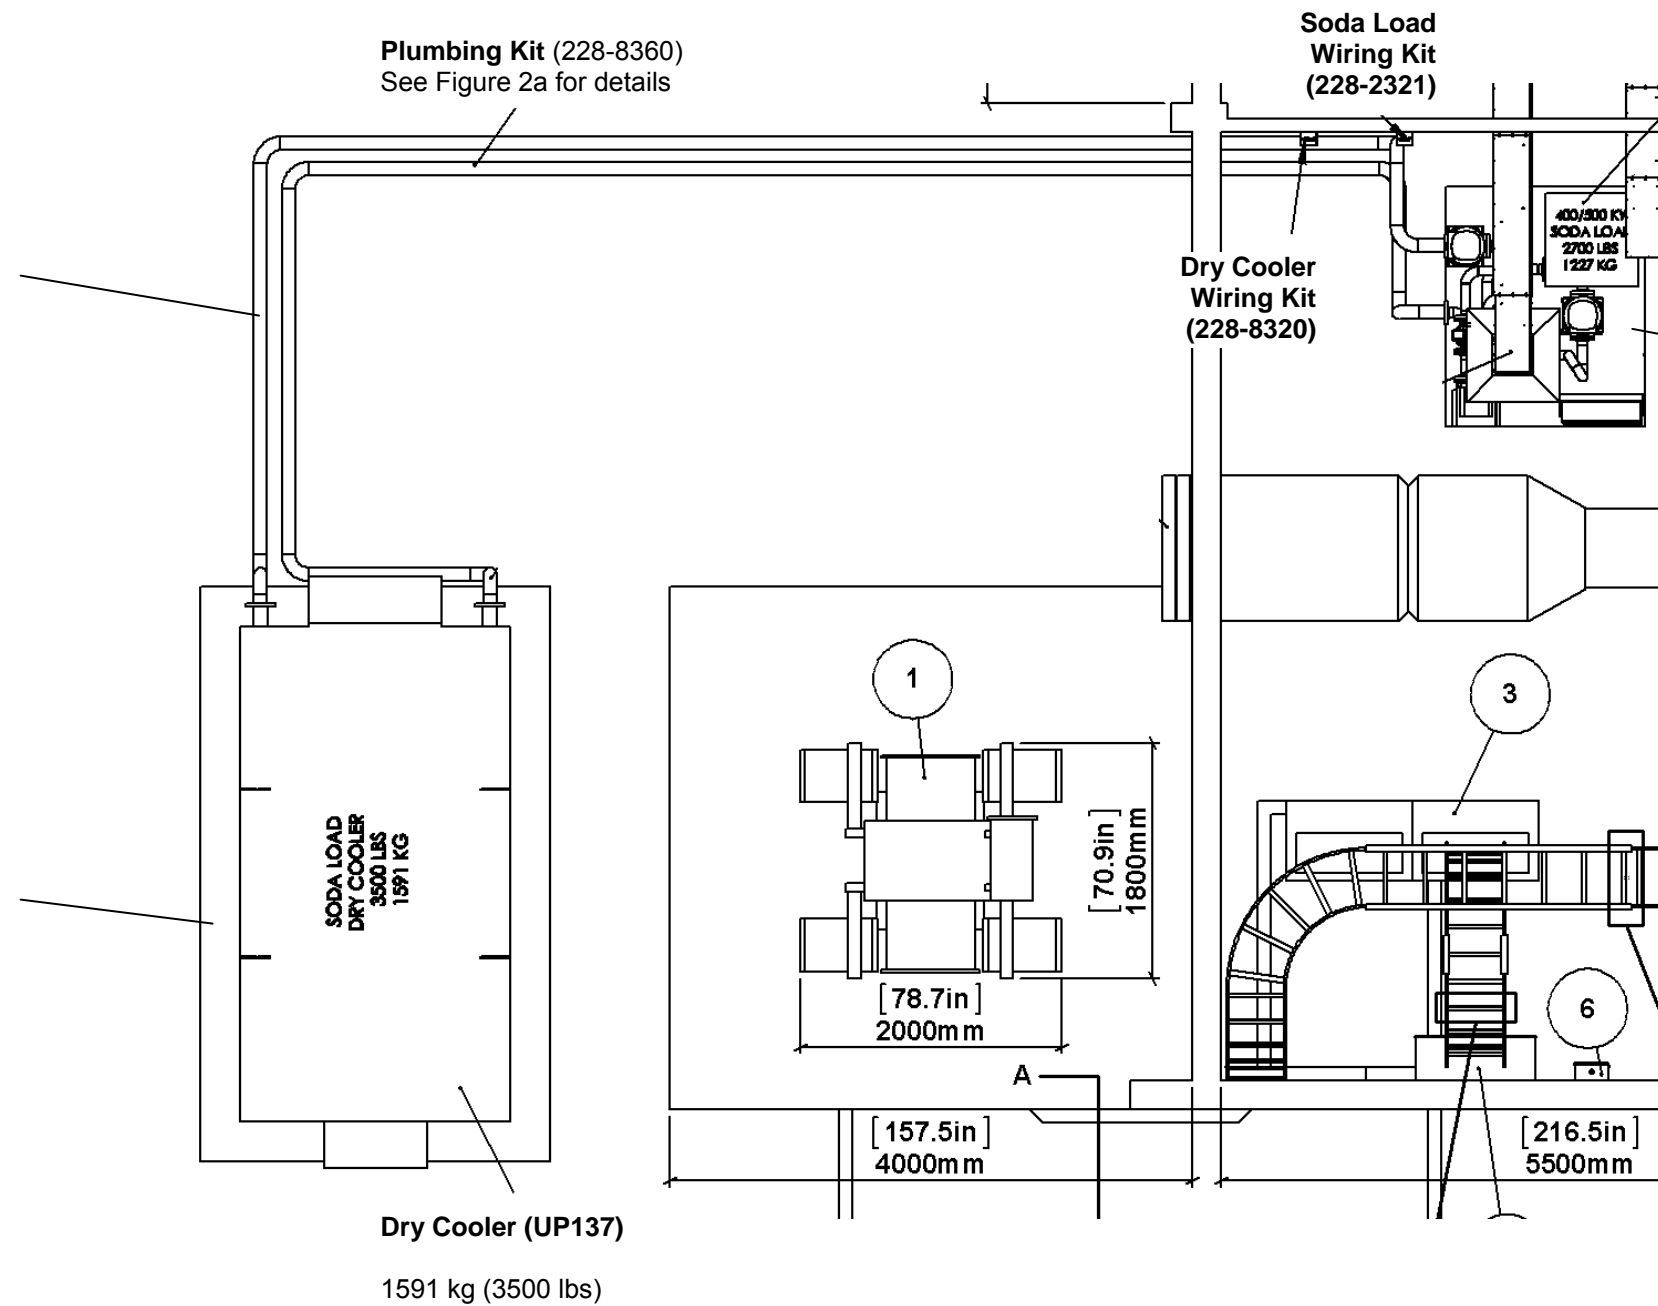 Plumbing Kit (228-8360)
See Figure 2a for details
Soda Load
Wiring Kit
(228-2321)
Dry Cooler
Wiring Kit
(228-8320)
400/500 KW
SODA LOAD
2700 LBS
1227 KG
1
3
[70.9in]
1800mm
SODA LOAD
DRY COOLER
3500 LBS
1591 KG
[78.7in]
2000mm
6
A
[157.5in]
4000mm
[216.5in]
5500mm
Dry Cooler (UP137)
1591 kg (3500 lbs)